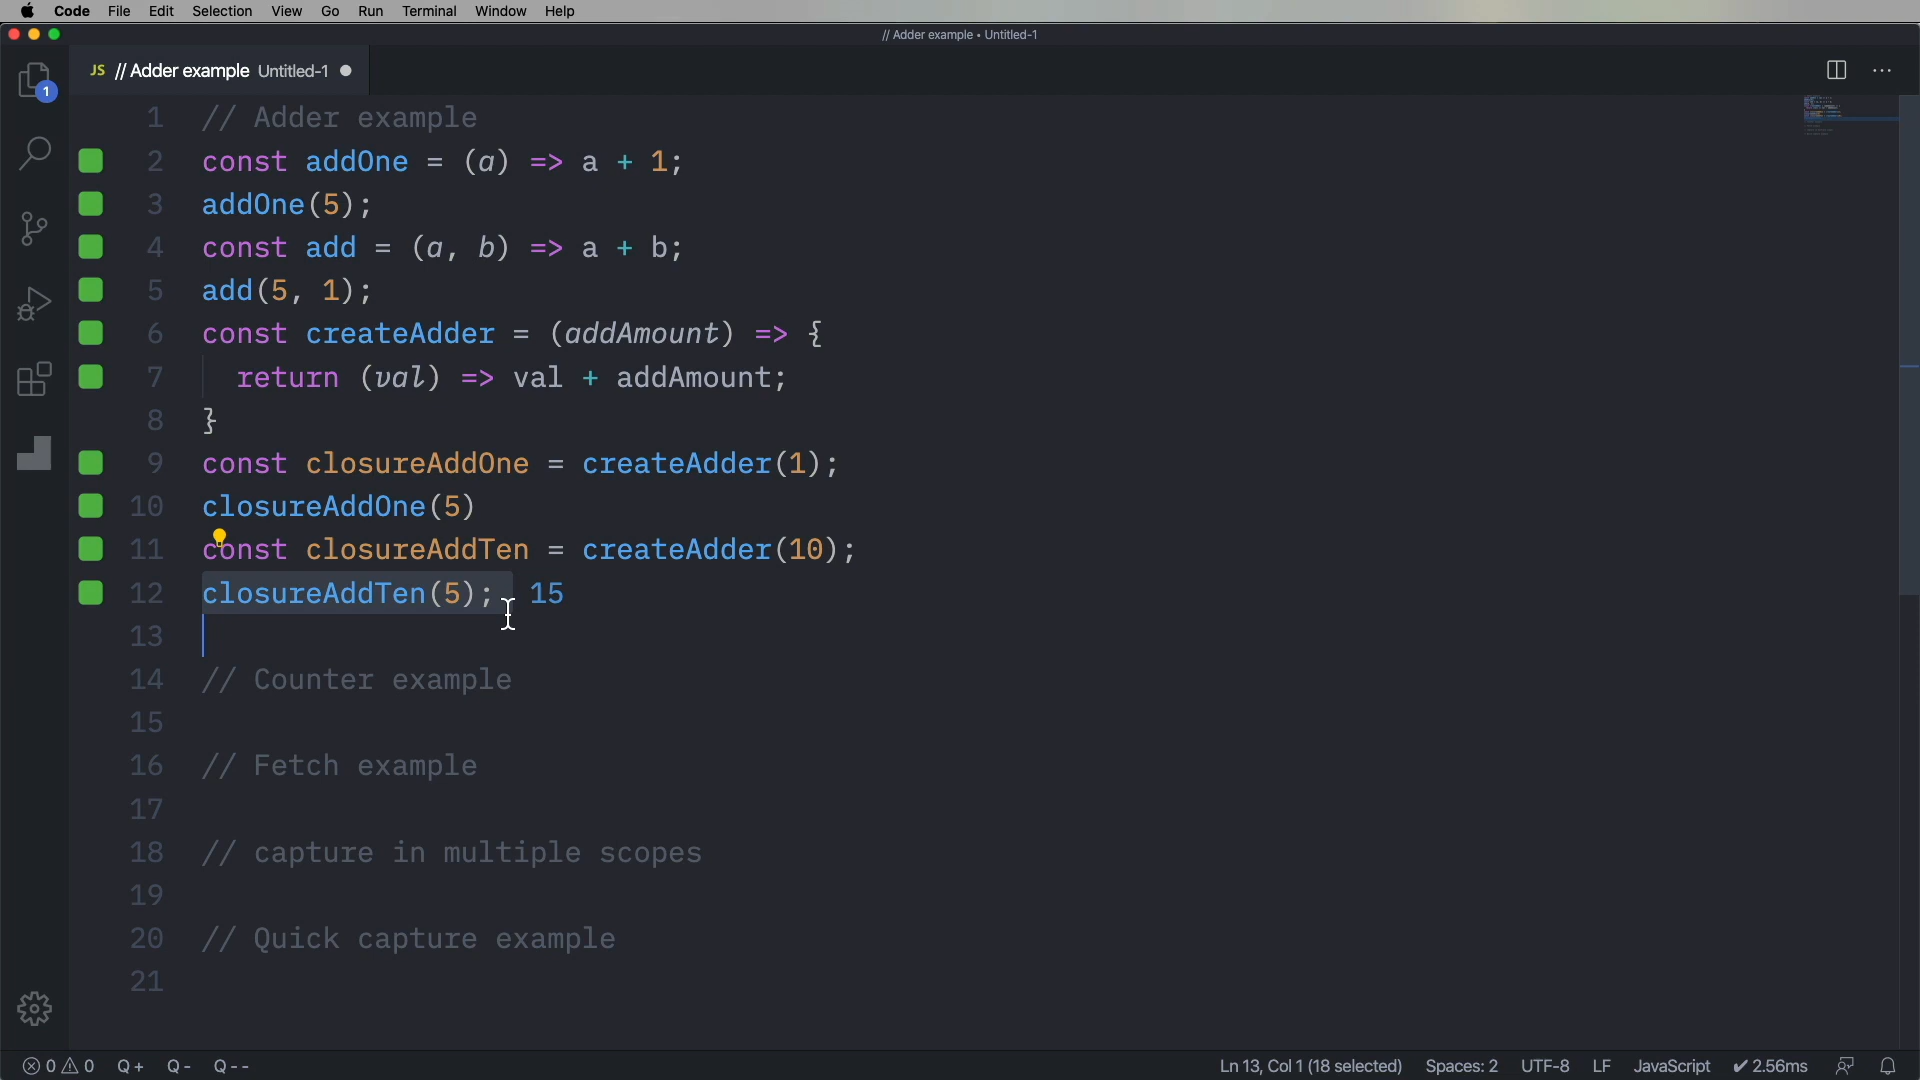 Code File Edit Selection View Go Run Terminal Window Help
// Adder example • Untitled-1
JS // Adder example Untitled-1
1
1 // Adder example
2 const addOne = (a) => a + 1;
3 addOne(5);
4 const add = (a, b) => a + b;
5 add(5, 1);
6 const createAdder = (addAmount) => {
7 return (val) => val + addAmount;
8 }
9 const closureAddOne = createAdder(1);
10 closureAddOne(5)
11 const closureAddTen = createAdder(10);
12 closureAddTen(5); 15
13
14 // Counter example
15
16 // Fetch example
17
18 // capture in multiple scopes
19
20 // Quick capture example
21
0 0 Q+ Q- Q-- Ln 13, Col 1 (18 selected) Spaces: 2 UTF-8 LF JavaScript ✔ 2.56ms